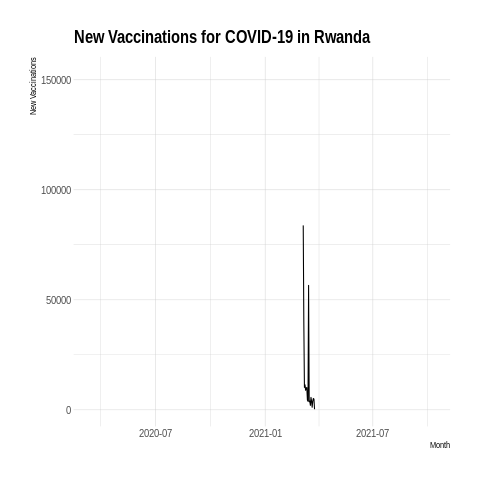 New Vaccinations for COVID-19 in Rwanda
New Vaccinations
150000
100000
50000
0
2020-07 2021-01 2021-07
Month